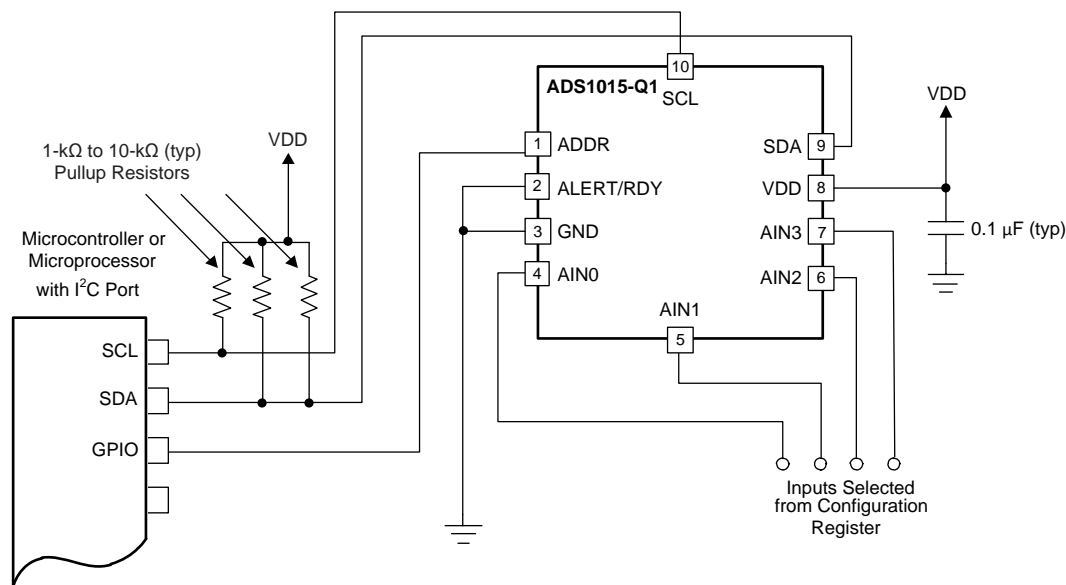 10
ADS1015-Q1
SCL
VDD
1-kΩ to 10-kΩ (typ)
Pullup Resistors
VDD
1
ADDR
SDA
9
2
ALERT/RDY
VDD
8
3
GND
AIN3
7
0.1 μF (typ)
Microcontroller or
Microprocessor
with I²C Port
4
AIN0
AIN2
6
AIN1
5
SCL
SDA
GPIO
Inputs Selected
from Configuration
Register